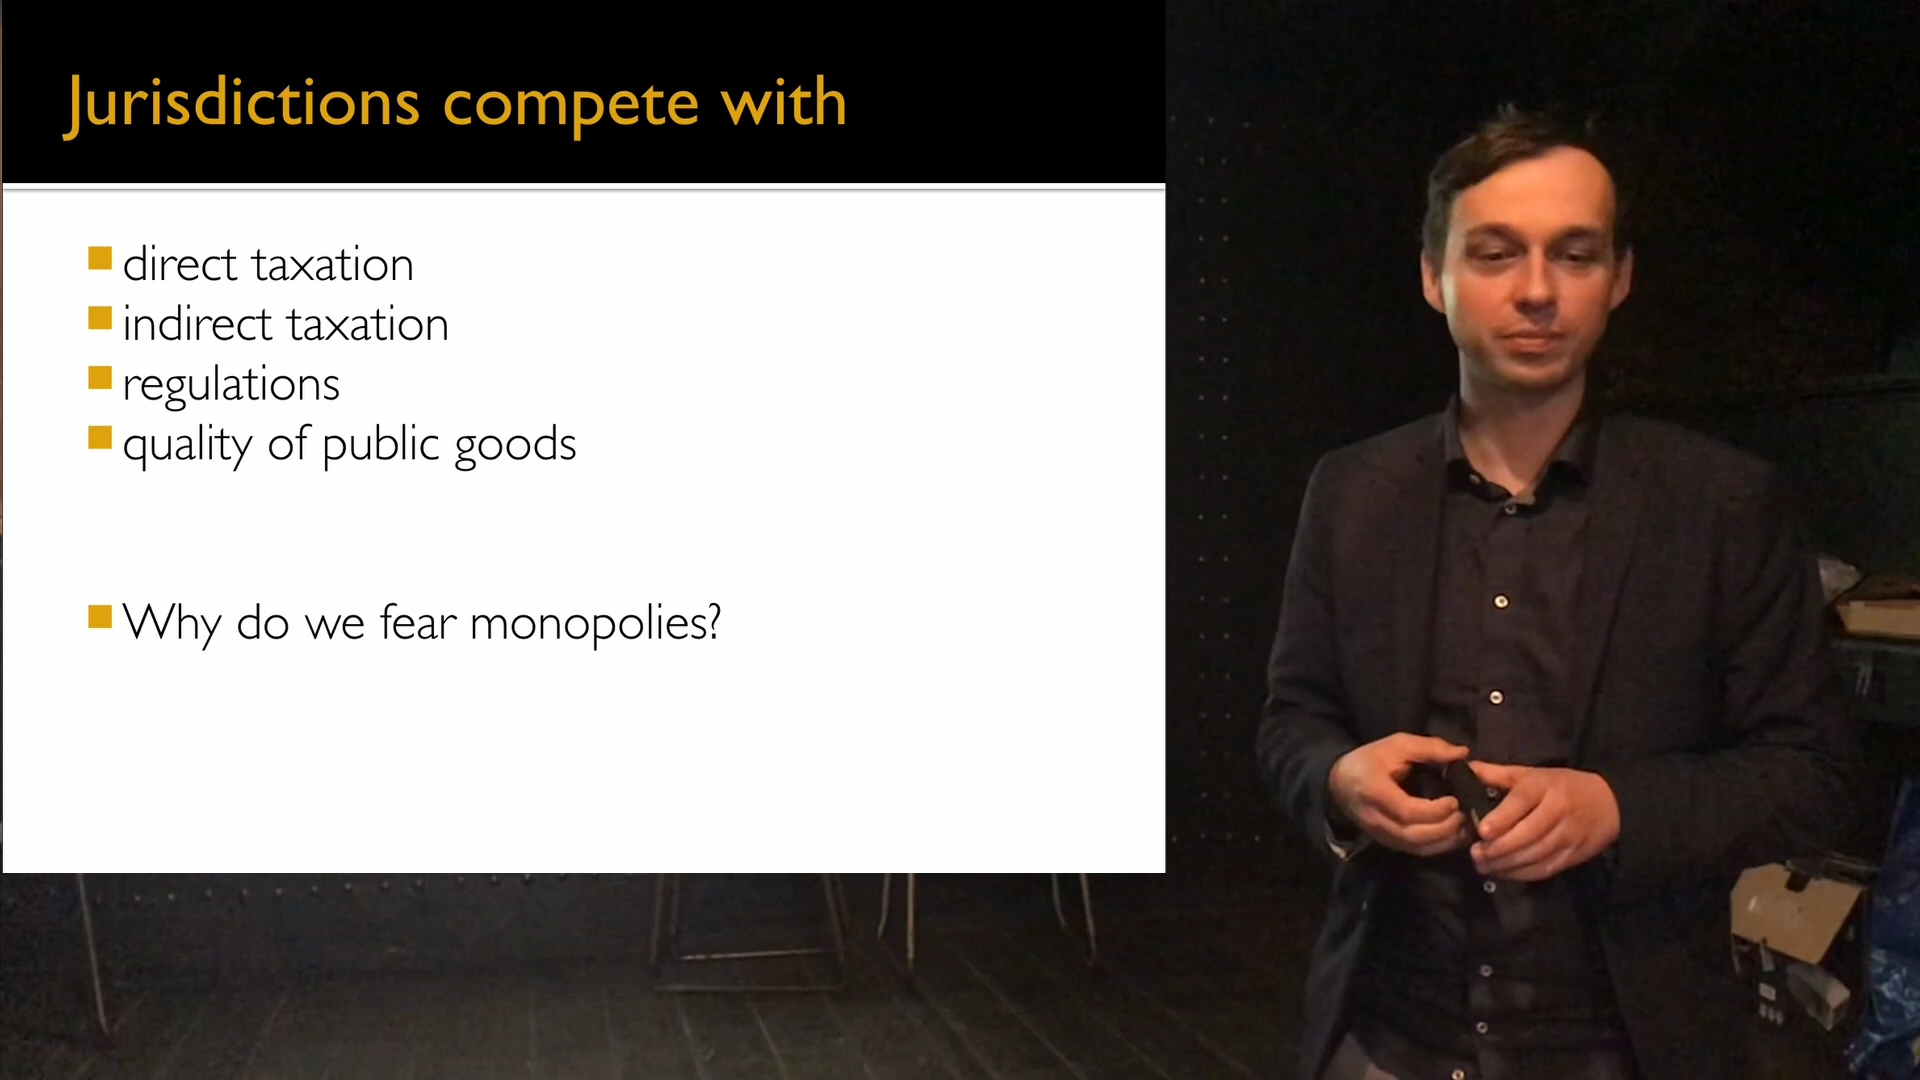 Jurisdictions compete with
direct taxation
indirect taxation
regulations
quality of public goods
Why do we fear monopolies?